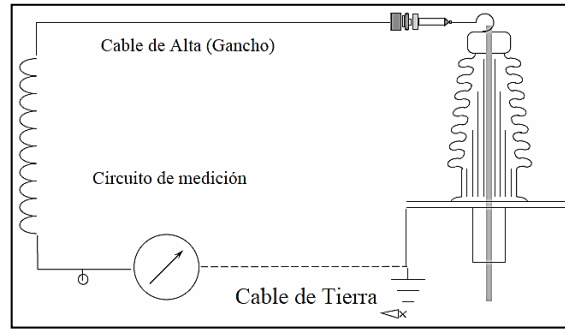 Cable de Alta (Gancho)
Circuito de medición
Cable de Tierra